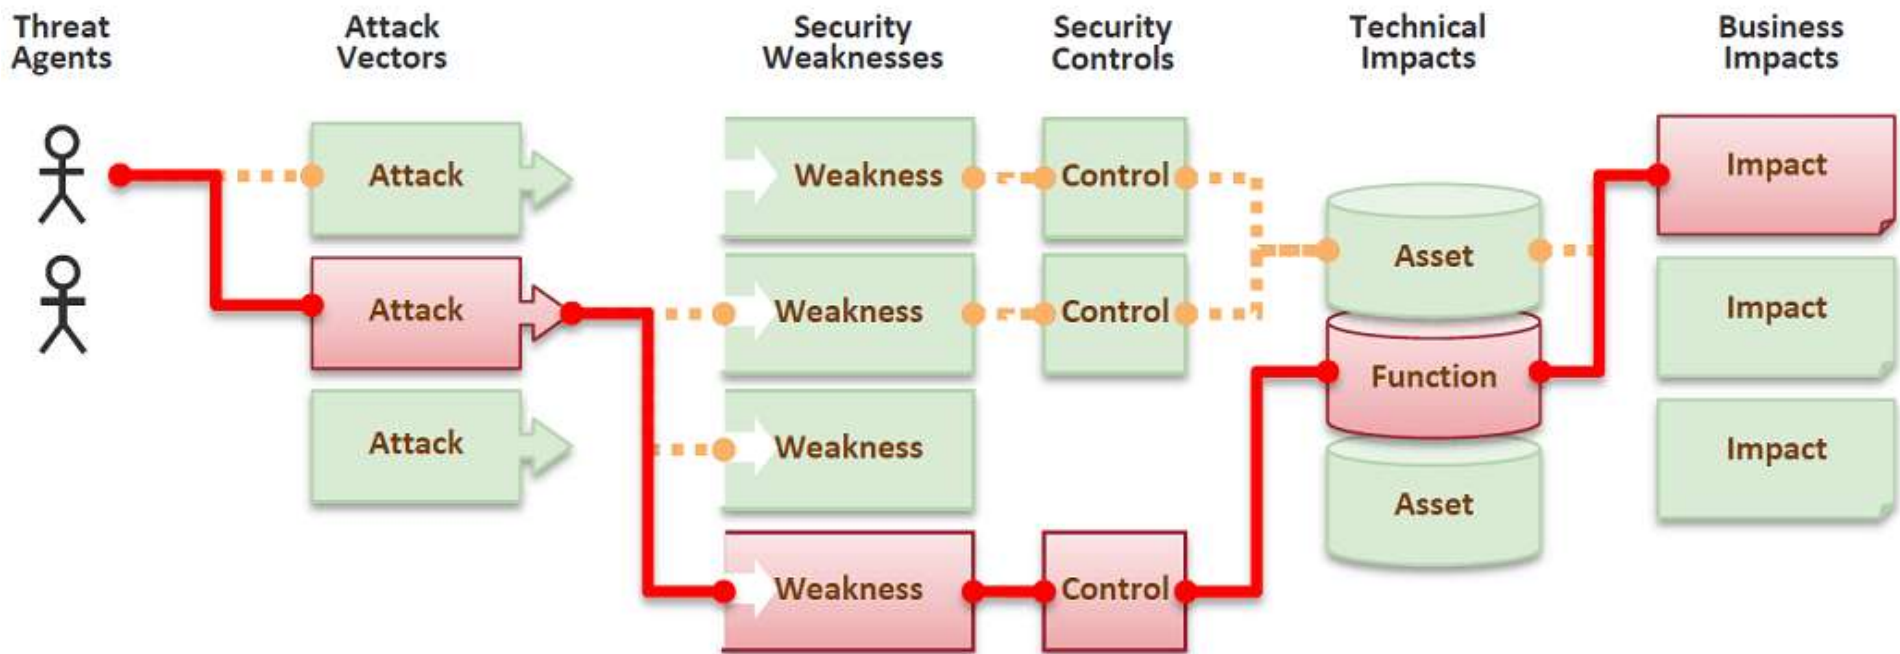 Threat
Agents
Attack
Vectors
Security
Weaknesses
Security
Controls
Technical
Impacts
Business
Impacts
Attack
Weakness
Control
Impact
Asset
Attack
Weakness
Control
Impact
Function
Attack
Weakness
Impact
Asset
Weakness
Control